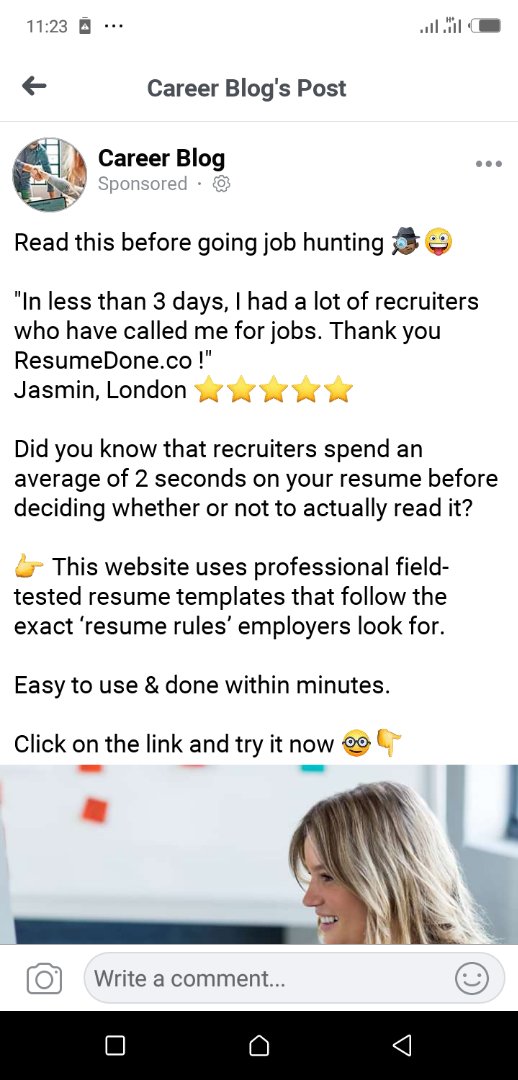 11:23
Career Blog's Post
Career Blog
Sponsored ·
Read this before going job hunting 🕵🏿😜
"In less than 3 days, I had a lot of recruiters
who have called me for jobs. Thank you
ResumeDone.co !"
Jasmin, London ⭐⭐⭐⭐⭐
Did you know that recruiters spend an
average of 2 seconds on your resume before
deciding whether or not to actually read it?
👉 This website uses professional field-
tested resume templates that follow the
exact ‘resume rules’ employers look for.
Easy to use & done within minutes.
Click on the link and try it now 🤓👇
Write a comment...